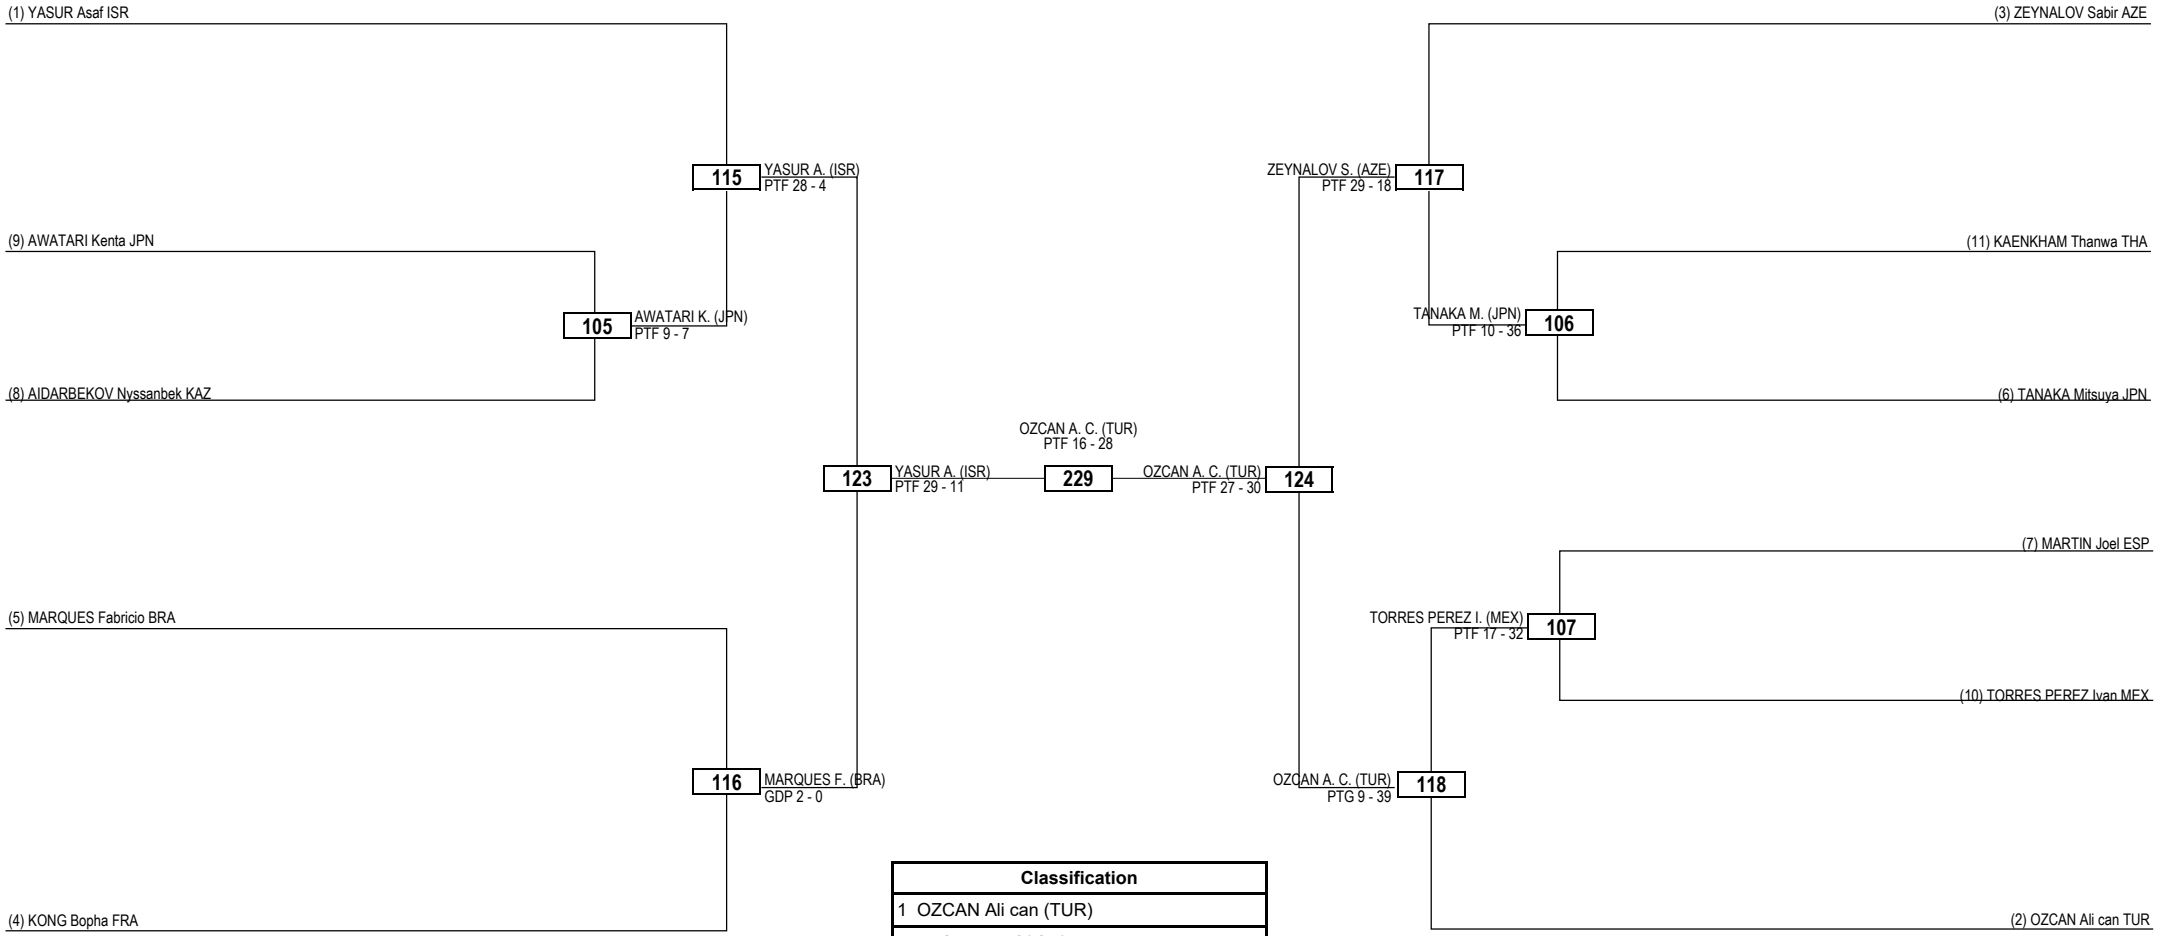 (1) YASUR Asaf ISR
(3) ZEYNALOV Sabir AZE
115
YASUR A. (ISR)
PTF 28 - 4
ZEYNALOV S. (AZE)
PTF 29 - 18
117
(9) AWATARI Kenta JPN
(11) KAENKHAM Thanwa THA
105
AWATARI K. (JPN)
PTF 9 - 7
TANAKA M. (JPN)
PTF 10 - 36
106
(8) AIDARBEKOV Nyssanbek KAZ
(6) TANAKA Mitsuya JPN
OZCAN A. C. (TUR)
PTF 16 - 28
123
YASUR A. (ISR)
PTF 29 - 11
229
OZCAN A. C. (TUR)
PTF 27 - 30
124
(7) MARTIN Joel ESP
(5) MARQUES Fabricio BRA
TORRES PEREZ I. (MEX)
PTF 17 - 32
107
(10) TORRES PEREZ Ivan MEX
116
MARQUES F. (BRA)
GDP 2 - 0
OZCAN A. C. (TUR)
PTG 9 - 39
118
Classification
1 OZCAN Ali can (TUR)
(4) KONG Bopha FRA
(2) OZCAN Ali can TUR